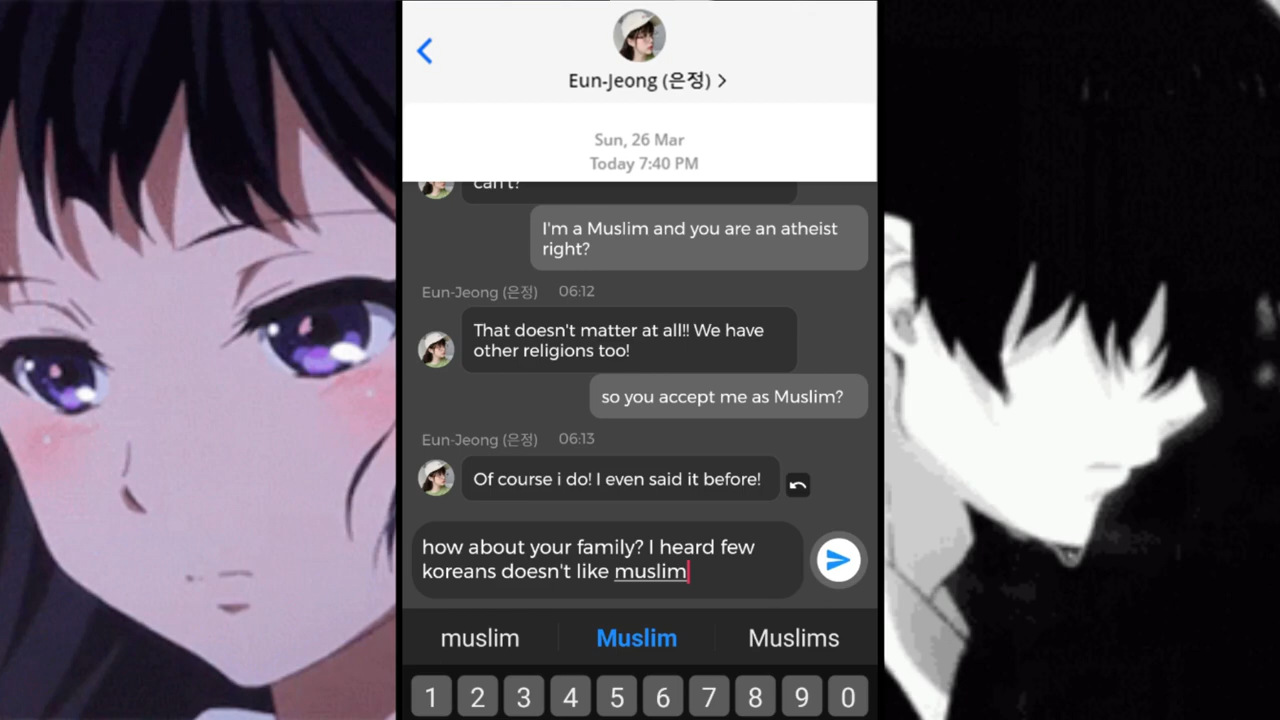 Eun-Jeong (은정) >
Sun, 26 Mar
Today 7:40 PM
can't?
I'm a Muslim and you are an atheist
right?
Eun-Jeong (은정) 06:12
That doesn't matter at all!! We have
other religions too!
so you accept me as Muslim?
Eun-Jeong (은정) 06:13
Of course i do! I even said it before!
how about your family? I heard few
koreans doesn't like muslim
muslim Muslim Muslims
1 2 3 4 5 6 7 8 9 0